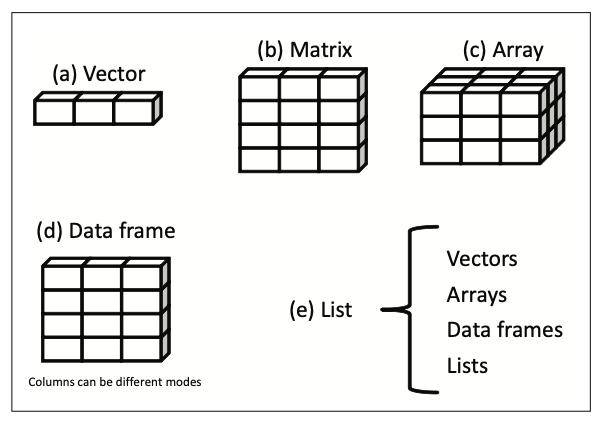 (a) Vector
(b) Matrix
(c) Array
(d) Data frame
Columns can be different modes
(e) List
Vectors
Arrays
Data frames
Lists